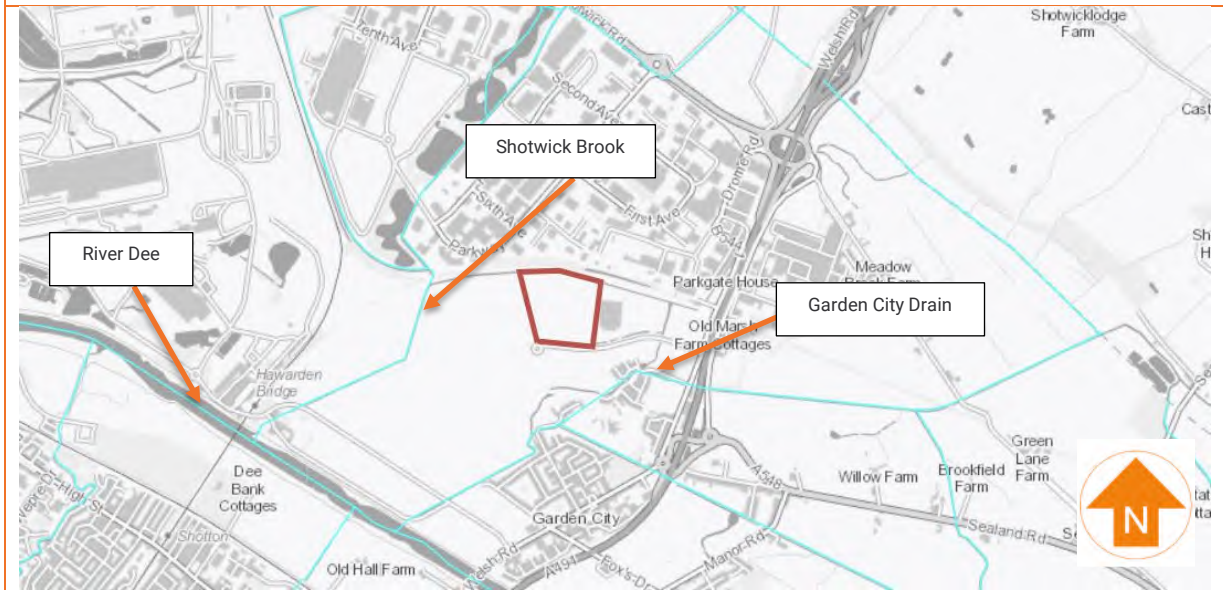 Shotwicklodge
Farm
Tenth Ave
Welsh Rd
Second Ave
Shotwick Brook
Drome Rd
First Ave
Sixth Ave
B5441
Parkway
River Dee
Parkgate House
Meadow
Brook Farm
Garden City Drain
Old Marsh
Farm Cottages
Hawarden
Bridge
Dee
Bank
Cottages
High St
Shotton
Garden City
A548
Willow Farm
Brookfield
Farm
Green
Lane
Farm
Sealand Rd
N
Old Hall Farm
Welsh Rd
A494
Fox's Dr
Manor Rd